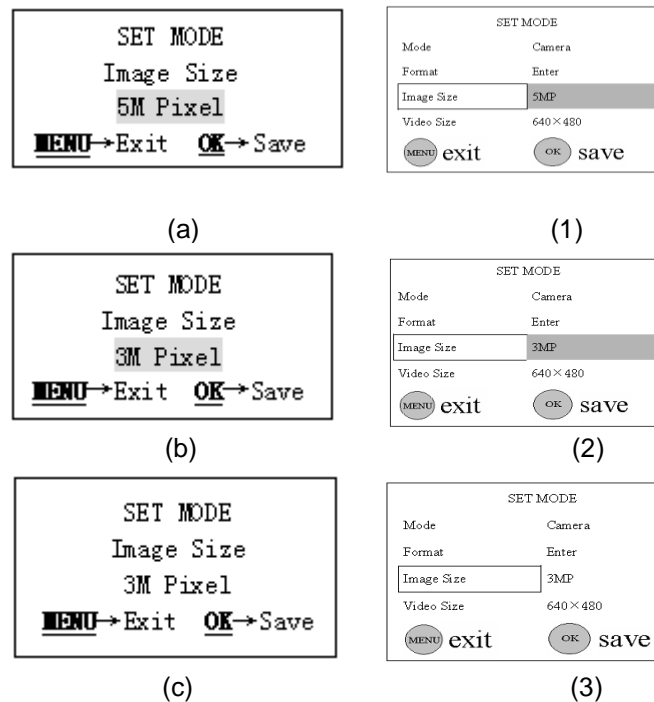 SET MODE
Image Size
5M Pixel
MENU→Exit OK→Save
(a)
SET MODE
Mode Camera
Format Enter
Image Size 5MP
Video Size 640×480
MENU exit OK save
(1)
SET MODE
Image Size
3M Pixel
MENU→Exit OK→Save
(b)
SET MODE
Mode Camera
Format Enter
Image Size 3MP
Video Size 640×480
MENU exit OK save
(2)
SET MODE
Image Size
3M Pixel
MENU→Exit OK→Save
(c)
SET MODE
Mode Camera
Format Enter
Image Size 3MP
Video Size 640×480
MENU exit OK save
(3)